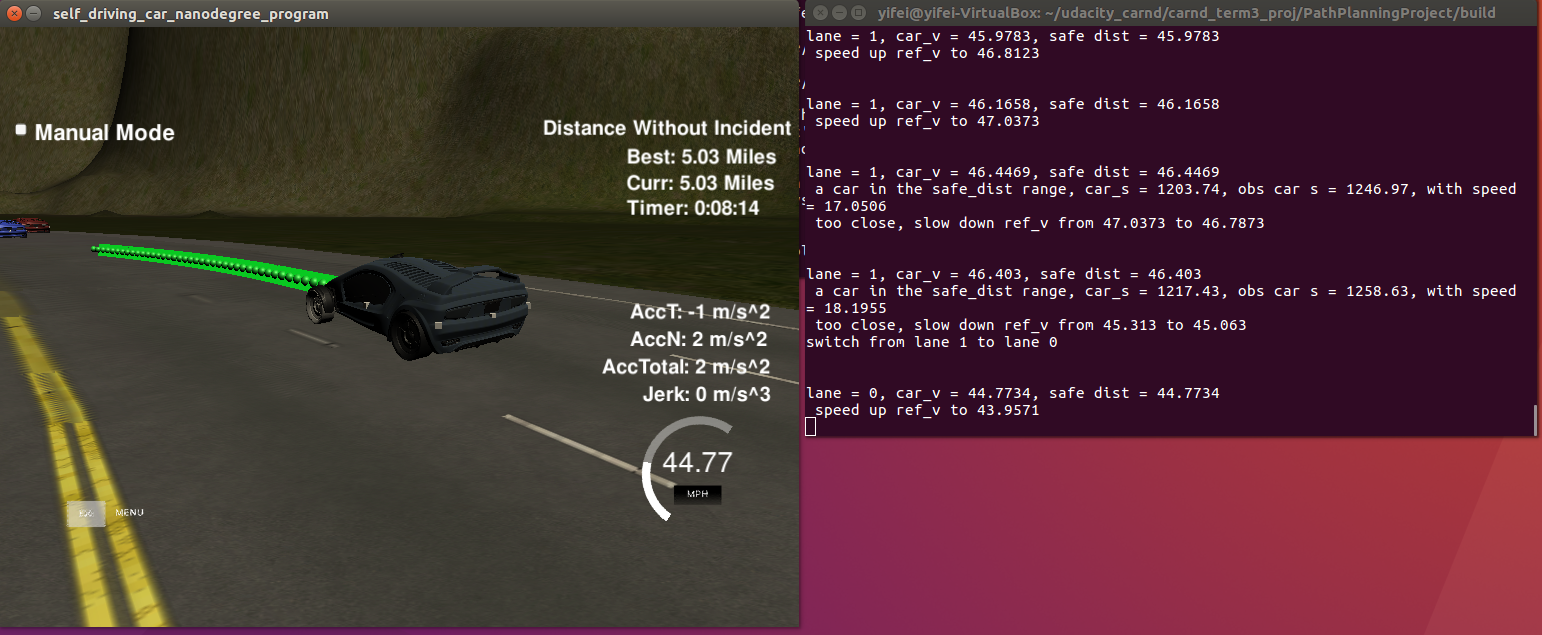 self_driving_car_nanodegree_program
Manual Mode
Distance Without Incident
Best: 5.03 Miles
Curr: 5.03 Miles
Timer: 0:08:14
AccT: -1 m/s^2
AccN: 2 m/s^2
AccTotal: 2 m/s^2
Jerk: 0 m/s^3
44.77
MPH
MENU
yifei@yifei-VirtualBox: ~/udacity_carnd/carnd_term3_proj/PathPlanningProject/build
lane = 1, car_v = 45.9783, safe dist = 45.9783
speed up ref_v to 46.8123
lane = 1, car_v = 46.1658, safe dist = 46.1658
speed up ref_v to 47.0373
lane = 1, car_v = 46.4469, safe dist = 46.4469
a car in the safe_dist range, car_s = 1203.74, obs car s = 1246.97, with speed
= 17.0506
too close, slow down ref_v from 47.0373 to 46.7873
lane = 1, car_v = 46.403, safe dist = 46.403
a car in the safe_dist range, car_s = 1217.43, obs car s = 1258.63, with speed
= 18.1955
too close, slow down ref_v from 45.313 to 45.063
switch from lane 1 to lane 0
lane = 0, car_v = 44.7734, safe dist = 44.7734
speed up ref_v to 43.9571